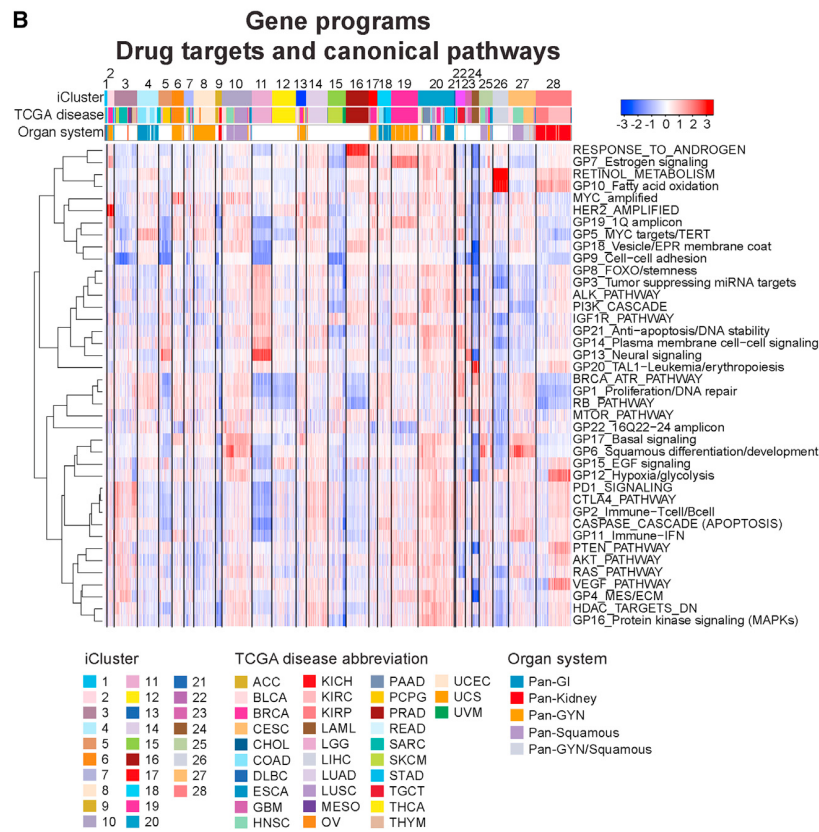 B
Gene programs
Drug targets and canonical pathways
2 2224
1 3 4 5 6 7 8 9 10 11 12 13 14 15 16 17 18 19 20 21 23 25 26 27 28
iCluster
TCGA disease
Organ system
-3 -2 -1 0 1 2 3
RESPONSE_TO_ANDROGEN
GP7_Estrogen signaling
RETINOL_METABOLISM
GP10_Fatty acid oxidation
MYC_amplified
HER2_AMPLIFIED
GP19_1Q amplicon
GP5_MYC targets/TERT
GP18_Vesicle/EPR membrane coat
GP9_Cell-cell adhesion
GP8_FOXO/stemness
GP3_Tumor suppressing miRNA targets
ALK_PATHWAY
PI3K_CASCADE
IGF1R_PATHWAY
GP21_Anti-apoptosis/DNA stability
GP14_Plasma membrane cell-cell signaling
GP13_Neural signaling
GP20_TAL1-Leukemia/erythropoiesis
BRCA_ATR_PATHWAY
GP1_Proliferation/DNA repair
RB_PATHWAY
MTOR_PATHWAY
GP22_16Q22-24 amplicon
GP17_Basal signaling
GP6_Squamous differentiation/development
GP15_EGF signaling
GP12_Hypoxia/glycolysis
PD1_SIGNALING
CTLA4_PATHWAY
GP2_Immune-Tcell/Bcell
CASPASE_CASCADE (APOPTOSIS)
GP11_Immune-IFN
PTEN_PATHWAY
AKT_PATHWAY
RAS_PATHWAY
VEGF_PATHWAY
GP4_MES/ECM
HDAC_TARGETS_DN
GP16_Protein kinase signaling (MAPKs)
iCluster
1 11 21
2 12 22
3 13 23
4 14 24
5 15 25
6 16 26
7 17 27
8 18 28
9 19
10 20
TCGA disease abbreviation
ACC KICH PAAD UCEC
BLCA KIRC PCPG UCS
BRCA KIRP PRAD UVM
CESC LAML READ
CHOL LGG SARC
COAD LIHC SKCM
DLBC LUAD STAD
ESCA LUSC TGCT
GBM MESO THCA
HNSC OV THYM
Organ system
Pan-GI
Pan-Kidney
Pan-GYN
Pan-Squamous
Pan-GYN/Squamous